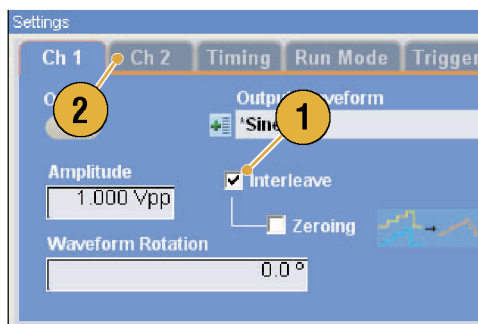 Settings
Ch 1 Ch 2 Timing Run Mode Trigger
2
1
*Sine
Amplitude
Interleave
1.000 Vpp
Zeroing
Waveform Rotation
0.0 °